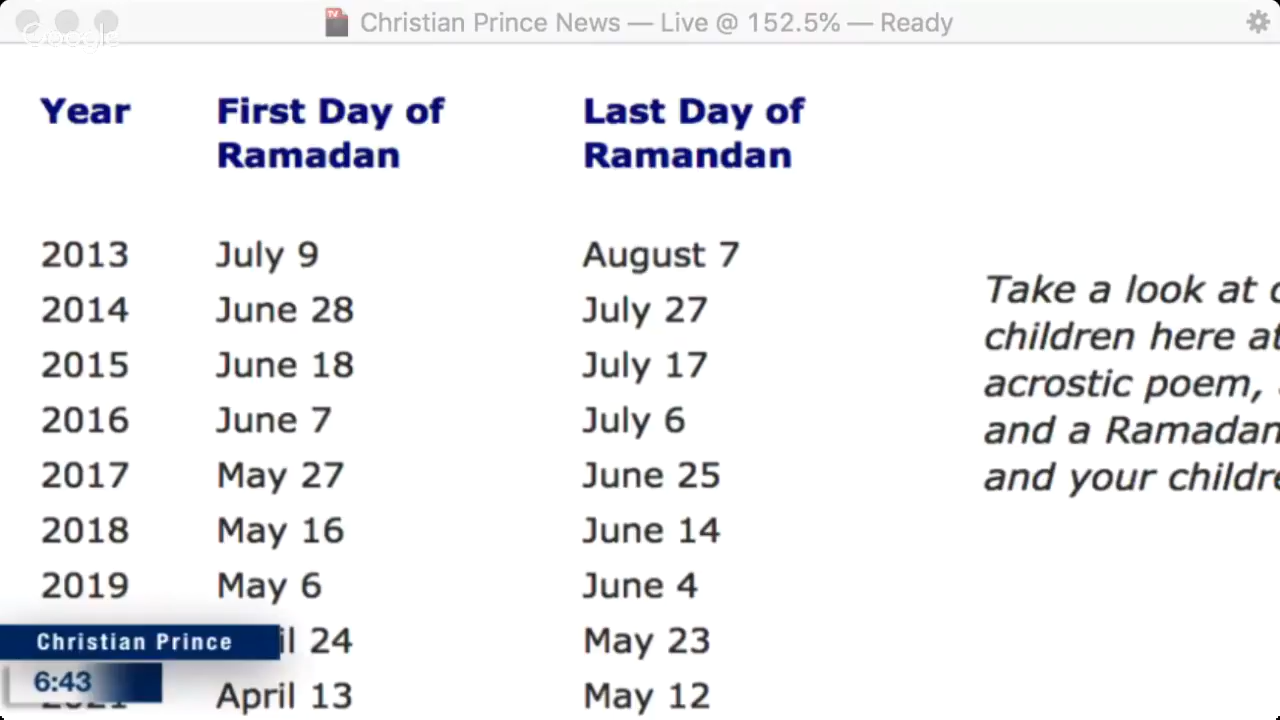 Christian Prince News — Live @ 152.5% — Ready
Google
Year First Day of Ramadan Last Day of Ramandan
2013 July 9 August 7
2014 June 28 July 27
2015 June 18 July 17
2016 June 7 July 6
2017 May 27 June 25
2018 May 16 June 14
2019 May 6 June 4
24 May 23
2021 April 13 May 12
Take a look at
children here at
acrostic poem,
and a Ramadan
and your
Christian Prince
6:43